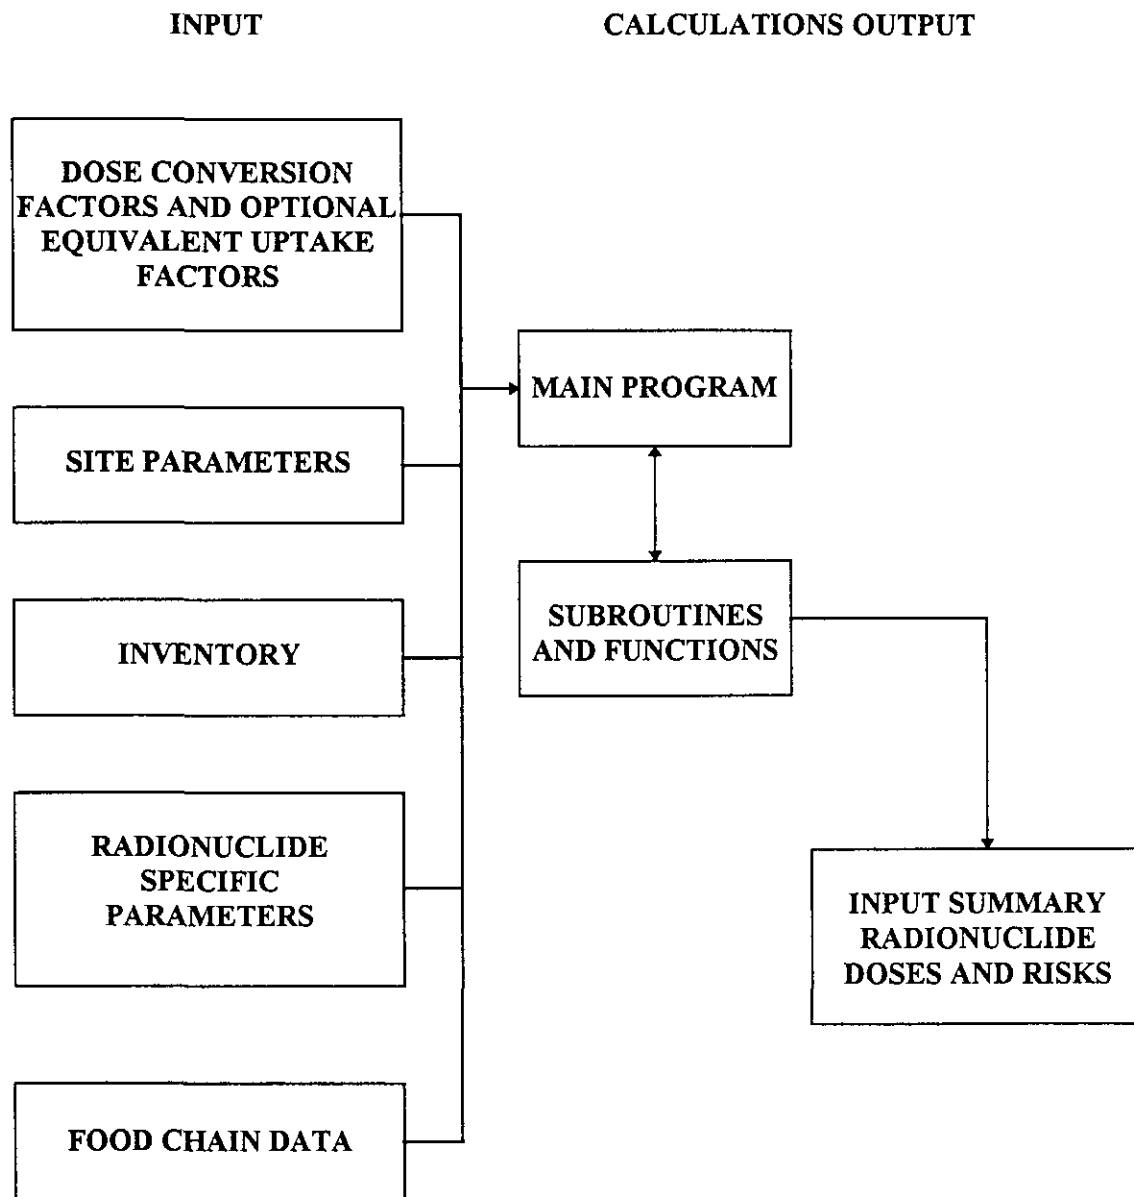 INPUT
CALCULATIONS OUTPUT
DOSE CONVERSION
FACTORS AND OPTIONAL
EQUIVALENT UPTAKE
FACTORS
MAIN PROGRAM
SITE PARAMETERS
SUBROUTINES
AND FUNCTIONS
INVENTORY
RADIONUCLIDE
SPECIFIC
PARAMETERS
INPUT SUMMARY
RADIONUCLIDE
DOSES AND RISKS
FOOD CHAIN DATA